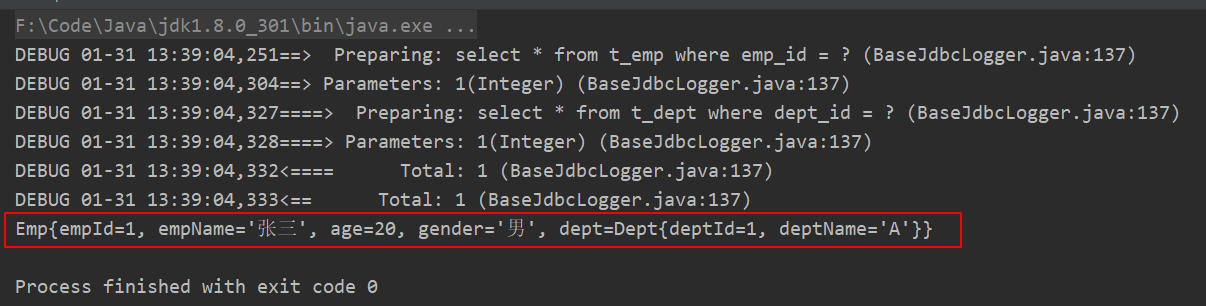 F:\Code\Java\jdk1.8.0_301\bin\java.exe ...
DEBUG 01-31 13:39:04,251==>  Preparing: select * from t_emp where emp_id = ? (BaseJdbcLogger.java:137)
DEBUG 01-31 13:39:04,304==> Parameters: 1(Integer) (BaseJdbcLogger.java:137)
DEBUG 01-31 13:39:04,327====>  Preparing: select * from t_dept where dept_id = ? (BaseJdbcLogger.java:137)
DEBUG 01-31 13:39:04,328====> Parameters: 1(Integer) (BaseJdbcLogger.java:137)
DEBUG 01-31 13:39:04,332<====      Total: 1 (BaseJdbcLogger.java:137)
DEBUG 01-31 13:39:04,333<==      Total: 1 (BaseJdbcLogger.java:137)
Emp{empId=1, empName='张三', age=20, gender='男', dept=Dept{deptId=1, deptName='A'}}
Process finished with exit code 0